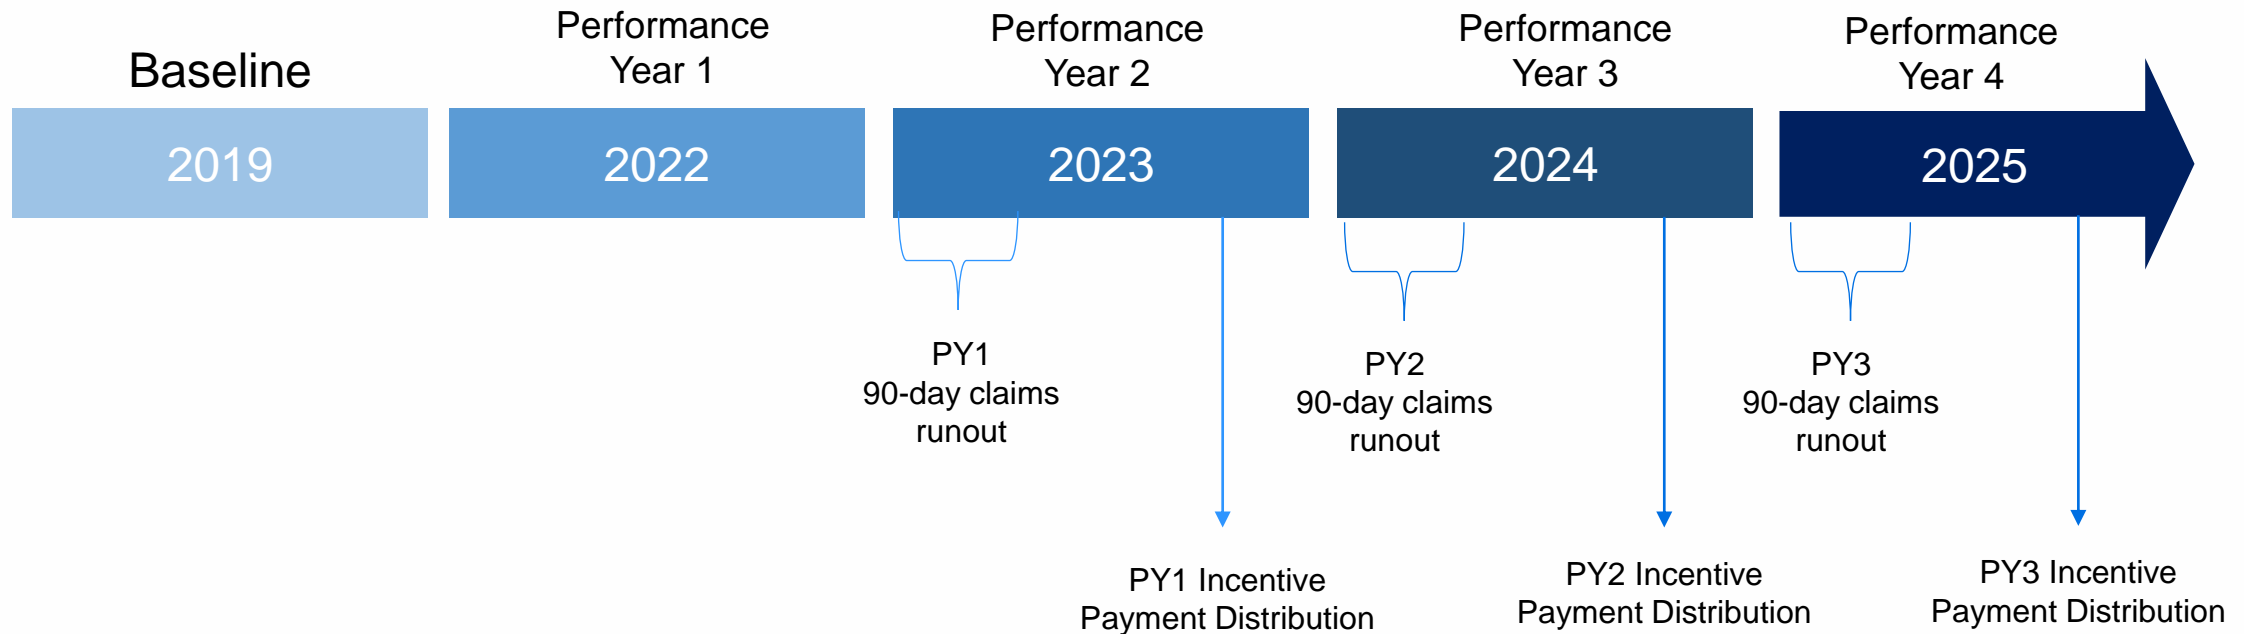 Baseline
Performance
Year 1
Performance
Year 2
Performance
Year 3
Performance
Year 4
2019
2022
2023
2024
2025
PY1
90-day claims
runout
PY2
90-day claims
runout
PY3
90-day claims
runout
PY1 Incentive
Payment Distribution
PY2 Incentive
Payment Distribution
PY3 Incentive
Payment Distribution